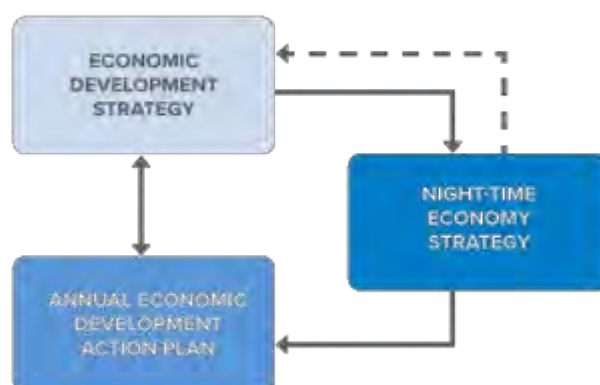 ECONOMIC
DEVELOPMENT
STRATEGY
NIGHT-TIME
ECONOMY
STRATEGY
ANNUAL ECONOMIC
DEVELOPMENT
ACTION PLAN